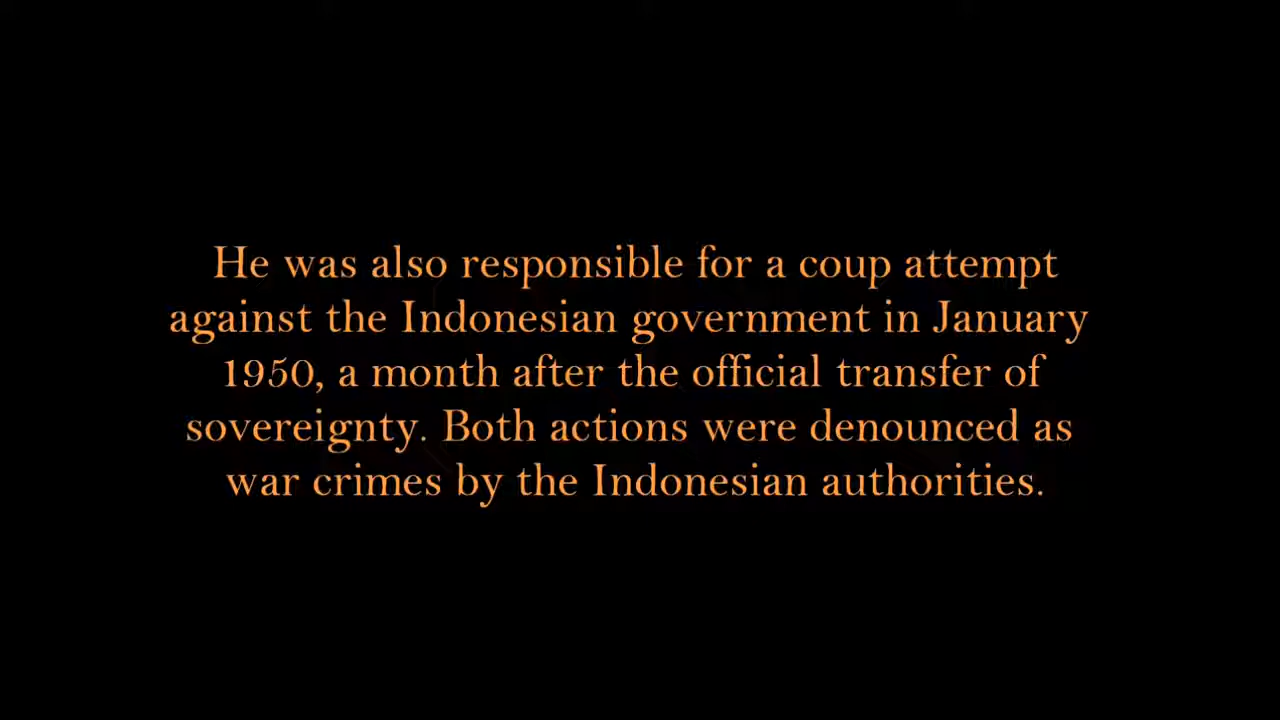 He was also responsible for a coup attempt
against the Indonesian government in January
1950, a month after the official transfer of
sovereignty. Both actions were denounced as
war crimes by the Indonesian authorities.